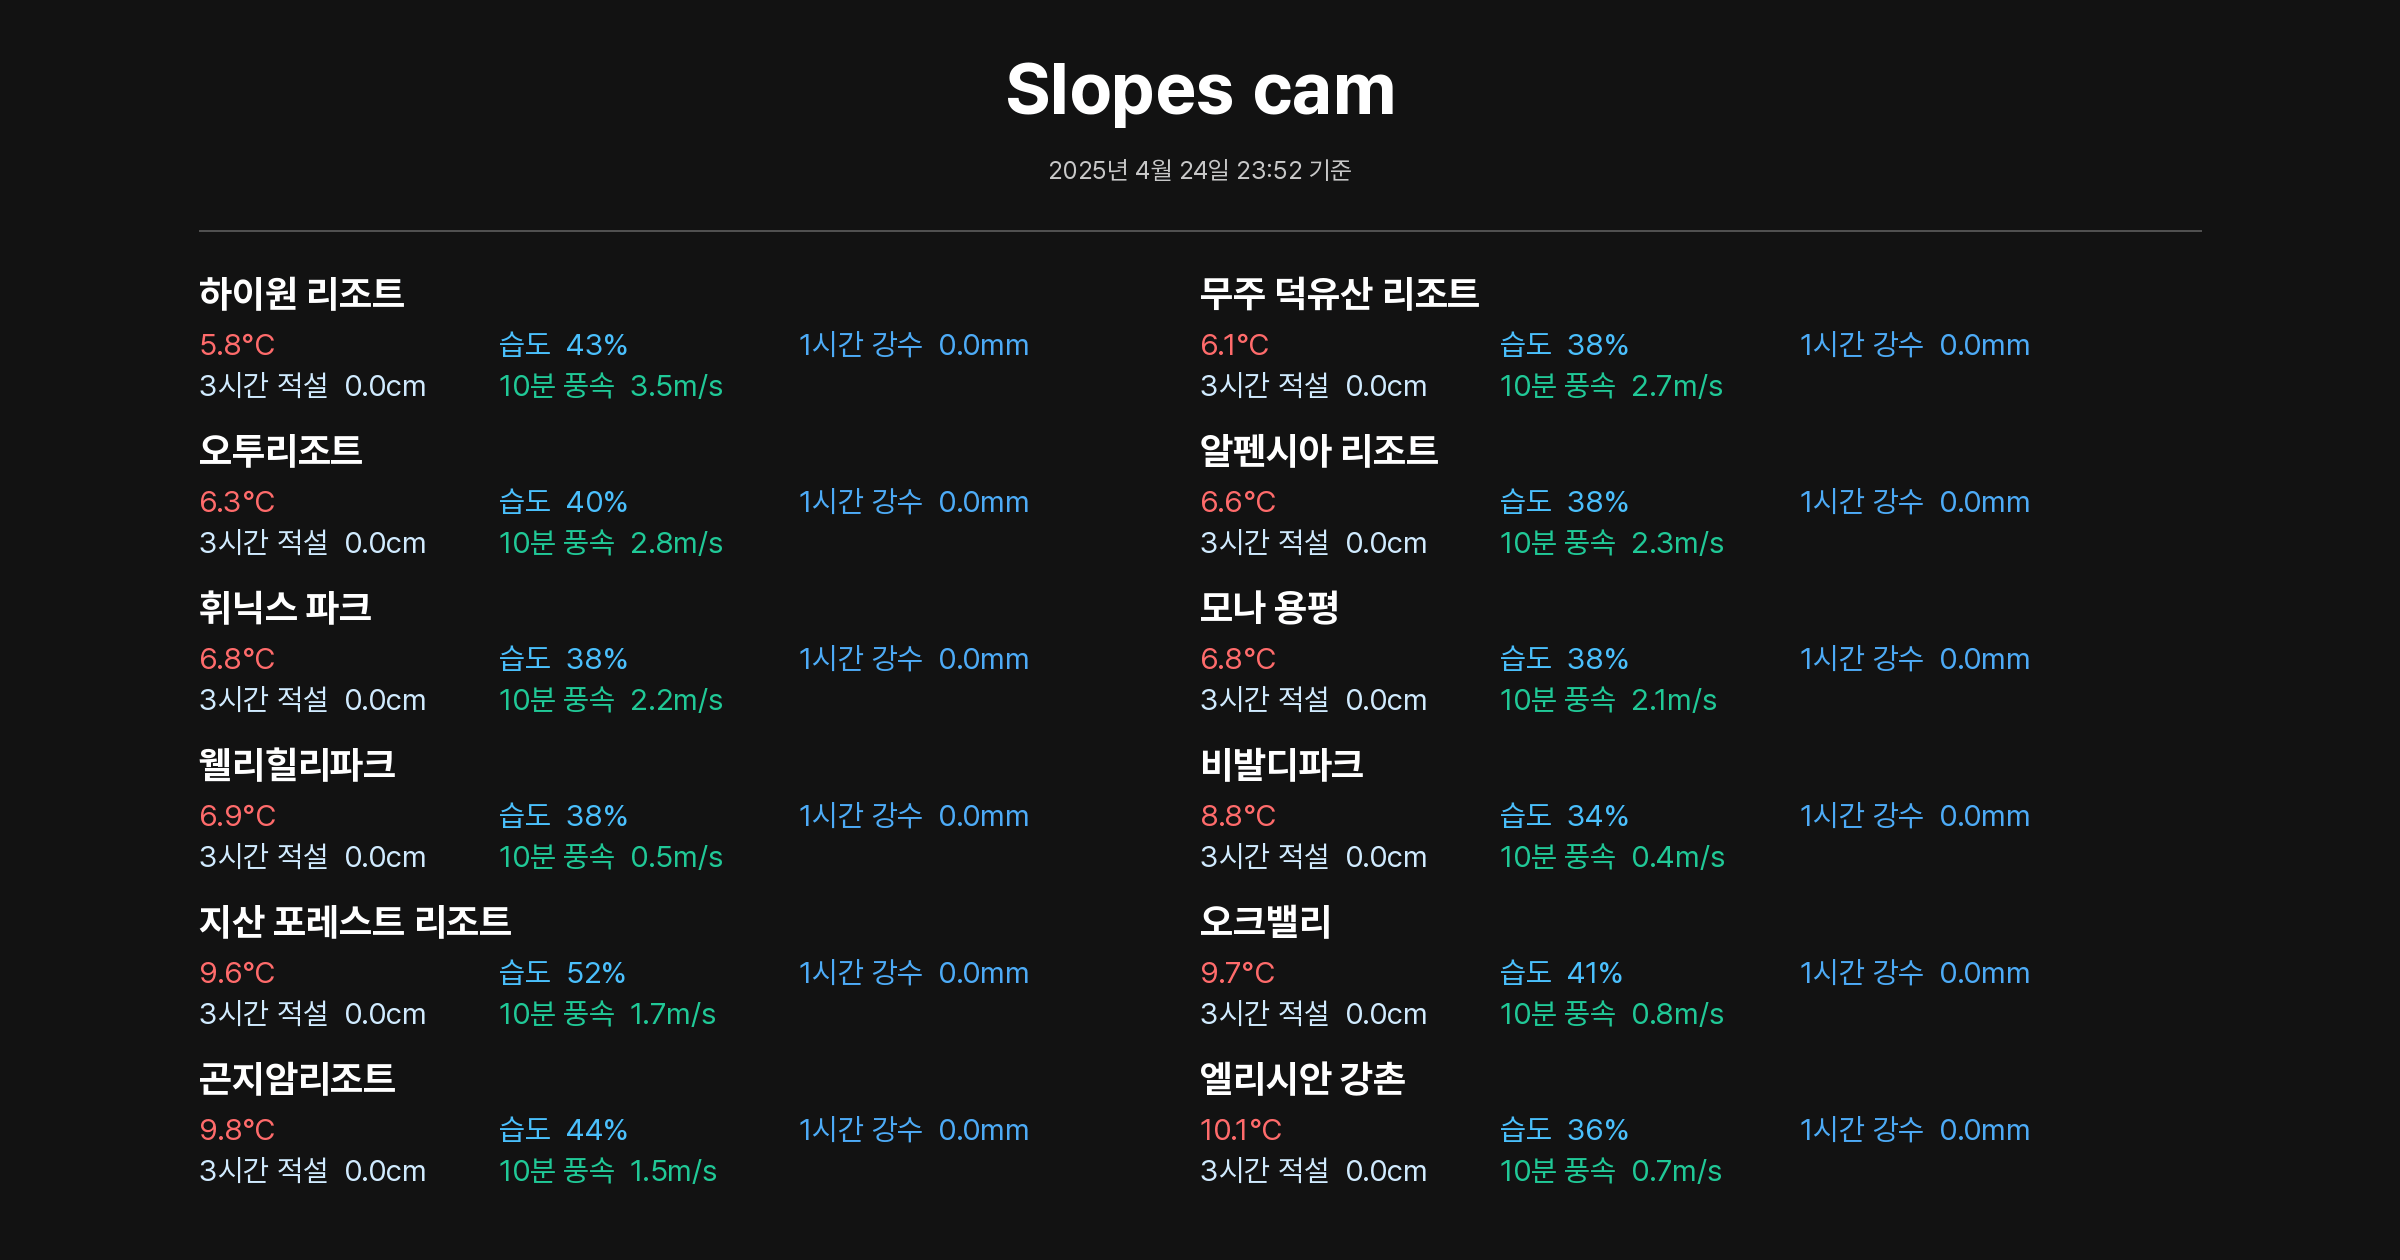 Slopes cam
2025년 4월 24일 23:52 기준
하이원 리조트
5.8°C 습도 43% 1시간 강수 0.0mm
3시간 적설 0.0cm 10분 풍속 3.5m/s
무주 덕유산 리조트
6.1°C 습도 38% 1시간 강수 0.0mm
3시간 적설 0.0cm 10분 풍속 2.7m/s
오투리조트
6.3°C 습도 40% 1시간 강수 0.0mm
3시간 적설 0.0cm 10분 풍속 2.8m/s
알펜시아 리조트
6.6°C 습도 38% 1시간 강수 0.0mm
3시간 적설 0.0cm 10분 풍속 2.3m/s
휘닉스 파크
6.8°C 습도 38% 1시간 강수 0.0mm
3시간 적설 0.0cm 10분 풍속 2.2m/s
모나 용평
6.8°C 습도 38% 1시간 강수 0.0mm
3시간 적설 0.0cm 10분 풍속 2.1m/s
웰리힐리파크
6.9°C 습도 38% 1시간 강수 0.0mm
3시간 적설 0.0cm 10분 풍속 0.5m/s
비발디파크
8.8°C 습도 34% 1시간 강수 0.0mm
3시간 적설 0.0cm 10분 풍속 0.4m/s
지산 포레스트 리조트
9.6°C 습도 52% 1시간 강수 0.0mm
3시간 적설 0.0cm 10분 풍속 1.7m/s
오크밸리
9.7°C 습도 41% 1시간 강수 0.0mm
3시간 적설 0.0cm 10분 풍속 0.8m/s
곤지암리조트
9.8°C 습도 44% 1시간 강수 0.0mm
3시간 적설 0.0cm 10분 풍속 1.5m/s
엘리시안 강촌
10.1°C 습도 36% 1시간 강수 0.0mm
3시간 적설 0.0cm 10분 풍속 0.7m/s